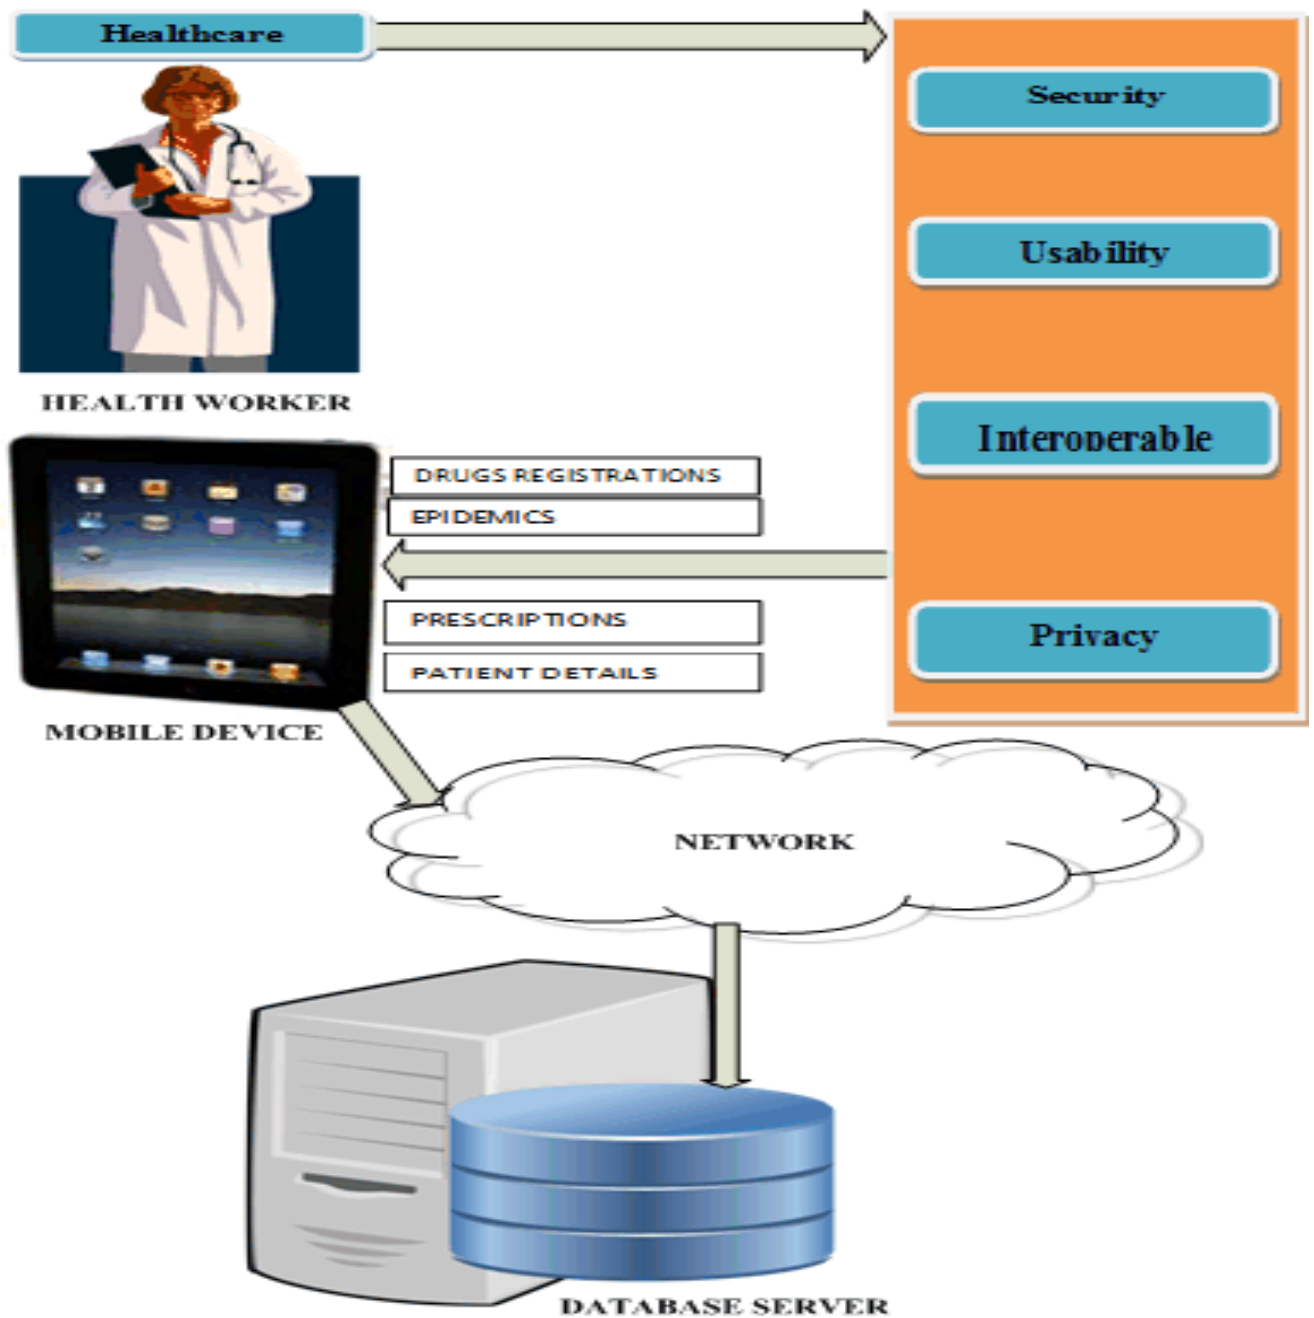 Healthcare
Security
Usability
HEALTH WORKER
Interoperable
DRUGS REGISTRATIONS
EPIDEMICS
PRESCRIPTIONS
Privacy
PATIENT DETAILS
MOBILE DEVICE
NETWORK
DATABASE SERVER